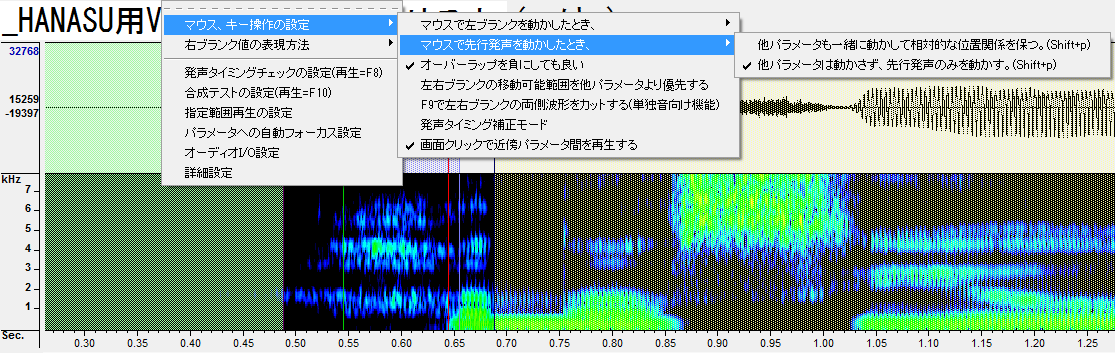 _HANASU用V
マウス、キー操作の設定
右ブランク値の表現方法
発声タイミングチェックの設定(再生=F8)
合成テストの設定(再生=F10)
指定範囲再生の設定
パラメータへの自動フォーカス設定
オーディオI/O設定
詳細設定
マウスで左ブランクを動かしたとき、
マウスで先行発声を動かしたとき、
オーバーラップを負にしても良い
左右ブランクの移動可能範囲を他パラメータより優先する
F9で左右ブランクの両側波形をカットする(単独音向け機能)
発声タイミング補正モード
画面クリックで近傍パラメータ間を再生する
他パラメータも一緒に動かして相対的な位置関係を保つ。(Shift+p)
他パラメタは動かさず、先行発声のみを動かす。(Shift+p)
32768
15259
-19397
kHz
7
6
5
4
3
2
1
Sec.
0.30 0.35 0.40 0.45 0.50 0.55 0.60 0.65 0.70 0.75 0.80 0.85 0.90 0.95 1.00 1.05 1.10 1.15 1.20 1.25